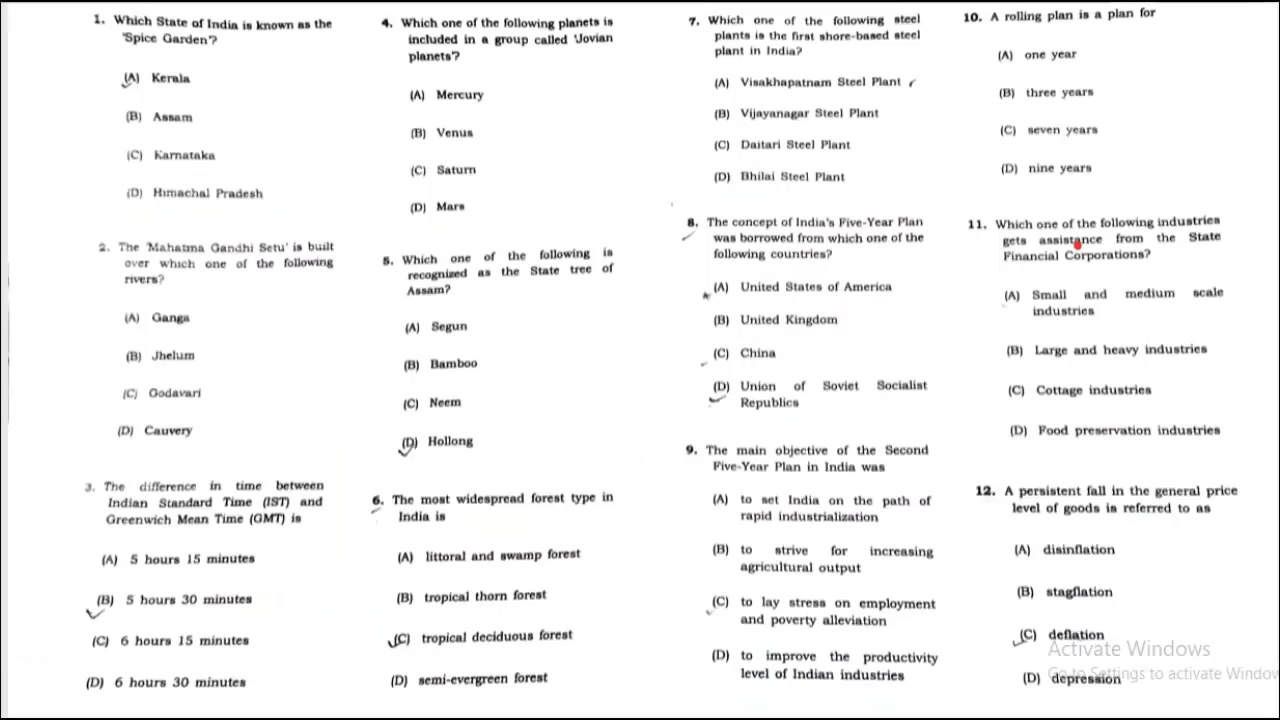 1. Which State of India is known as the
'Spice Garden'?
(A) Kerala
(B) Assam
(C) Karnataka
(D) Himachal Pradesh
2. The 'Mahatma Gandhi Setu' is built
over which one of the following
rivers?
(A) Ganga
(B) Jhelum
(C) Godavari
(D) Cauvery
3. The difference in time between
Indian Standard Time (IST) and
Greenwich Mean Time (GMT) is
(A) 5 hours 15 minutes
(B) 5 hours 30 minutes
(C) 6 hours 15 minutes
(D) 6 hours 30 minutes
4. Which one of the following planets is
included in a group called 'Jovian
planets'?
(A) Mercury
(B) Venus
(C) Saturn
(D) Mars
5. Which one of the following is
recognized as the State tree of
Assam?
(A) Segun
(B) Bamboo
(C) Neem
(D) Hollong
6. The most widespread forest type in
India is
(A) littoral and swamp forest
(B) tropical thorn forest
(C) tropical deciduous forest
(D) semi-evergreen forest
7. Which one of the following steel
plants is the first shore-based steel
plant in India?
(A) Visakhapatnam Steel Plant
(B) Vijayanagar Steel Plant
(C) Daitari Steel Plant
(D) Bhilai Steel Plant
8. The concept of India's Five-Year Plan
was borrowed from which one of the
following countries?
(A) United States of America
(B) United Kingdom
(C) China
(D) Union of Soviet Socialist
Republics
9. The main objective of the Second
Five-Year Plan in India was
(A) to set India on the path of
rapid industrialization
(B) to strive for increasing
agricultural output
(C) to lay stress on employment
and poverty alleviation
(D) to improve the productivity
level of Indian industries
10. A rolling plan is a plan for
(A) one year
(B) three years
(C) seven years
(D) nine years
11. Which one of the following industries
gets assistance from the State
Financial Corporations?
(A) Small and medium scale
industries
(B) Large and heavy industries
(C) Cottage industries
(D) Food preservation industries
12. A persistent fall in the general price
level of goods is referred to as
(A) disinflation
(B) stagflation
(C) deflation
(D) depression
Activate Windows
Go to Settings to activate Window